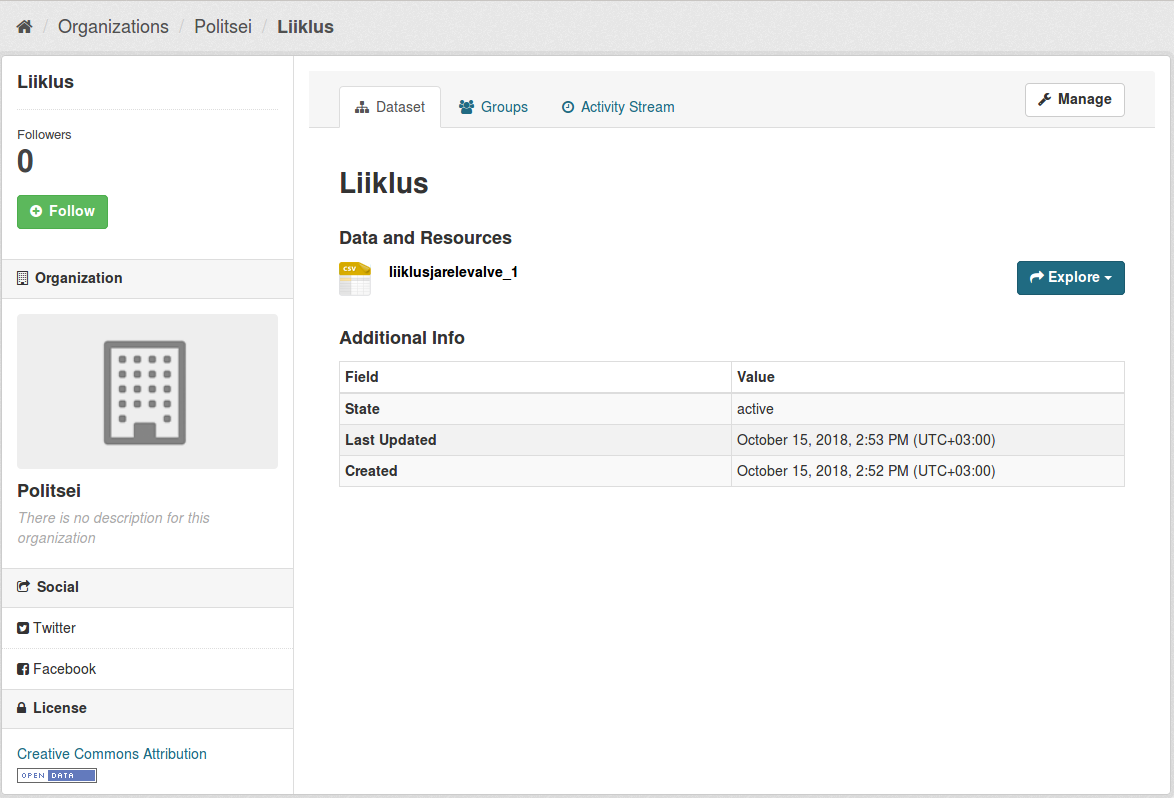 / Organizations / Politsei / Liiklus
Liiklus
Followers
0
Follow
Organization
Politsei
There is no description for this
organization
Social
Twitter
Facebook
License
Creative Commons Attribution
OPEN DATA
Dataset
Groups
Activity Stream
Manage
Liiklus
Data and Resources
CSV
liiklusjarelevalve_1
Explore
Additional Info
Field Value
State active
Last Updated October 15, 2018, 2:53 PM (UTC+03:00)
Created October 15, 2018, 2:52 PM (UTC+03:00)